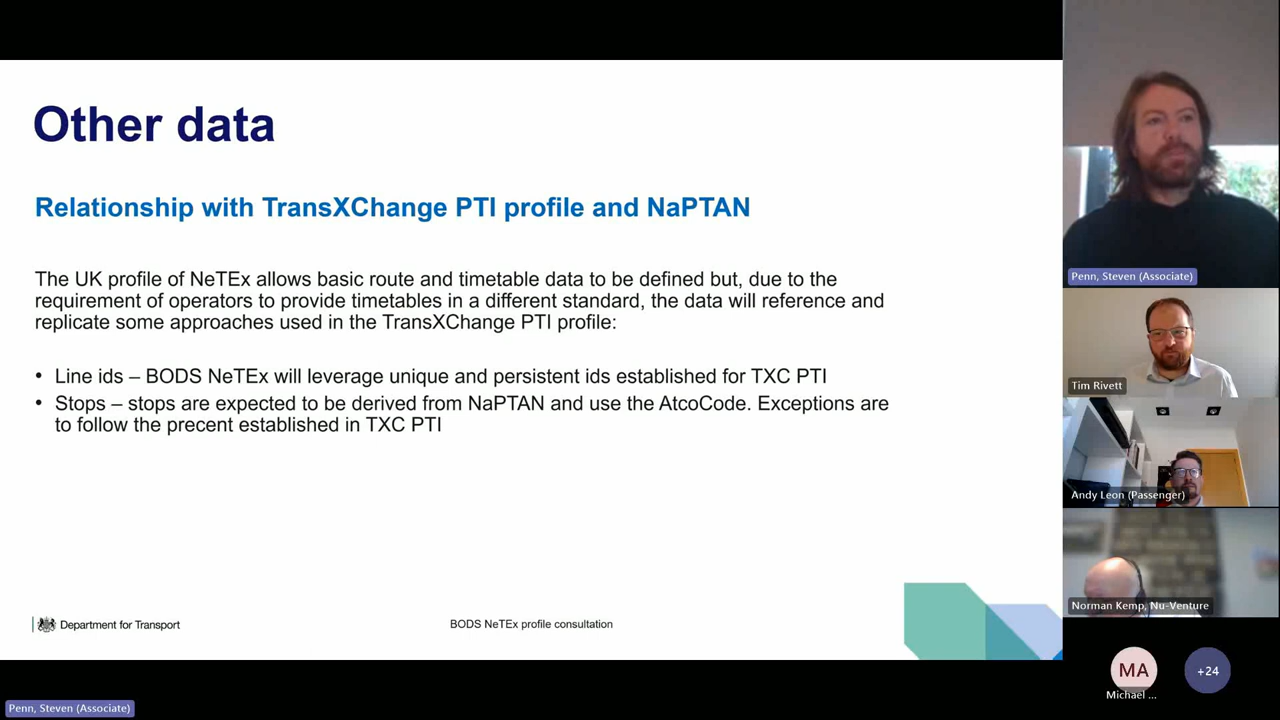 Other data
Relationship with TransXChange PTI profile and NaPTAN
The UK profile of NeTEx allows basic route and timetable data to be defined but, due to the
requirement of operators to provide timetables in a different standard, the data will reference and
replicate some approaches used in the TransXChange PTI profile:
• Line ids – BODS NeTEx will leverage unique and persistent ids established for TXC PTI
• Stops – stops are expected to be derived from NaPTAN and use the AtcoCode. Exceptions are
to follow the precent established in TXC PTI
Department for Transport
BODS NeTEx profile consultation
Penn, Steven (Associate)
Tim Rivett
Andy Leon (Passenger)
Norman Kemp, Nu-Venture
MA
Michael ...
+24
Penn, Steven (Associate)